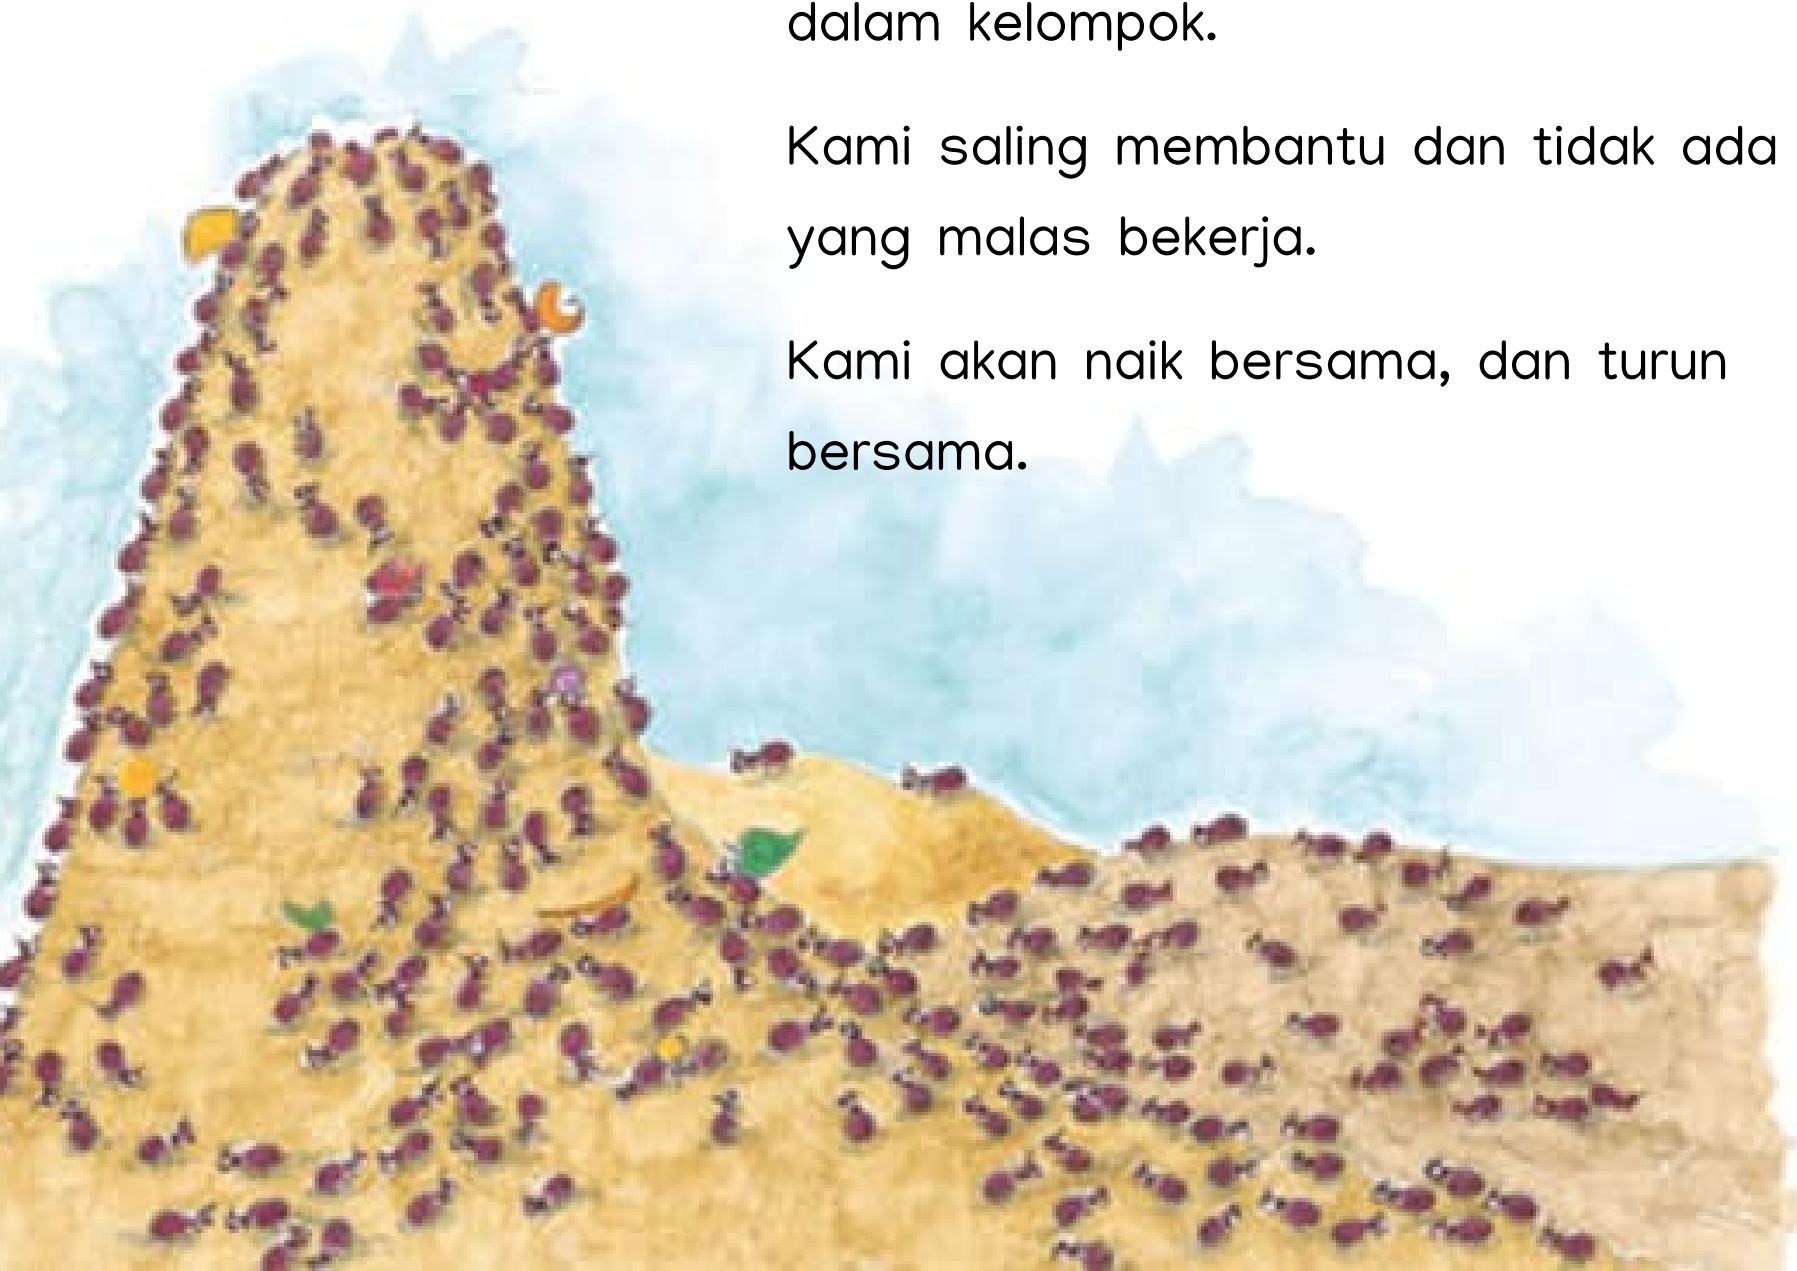 dalam kelompok.
Kami saling membantu dan tidak ada
yang malas bekerja.
Kami akan naik bersama, dan turun
bersama.